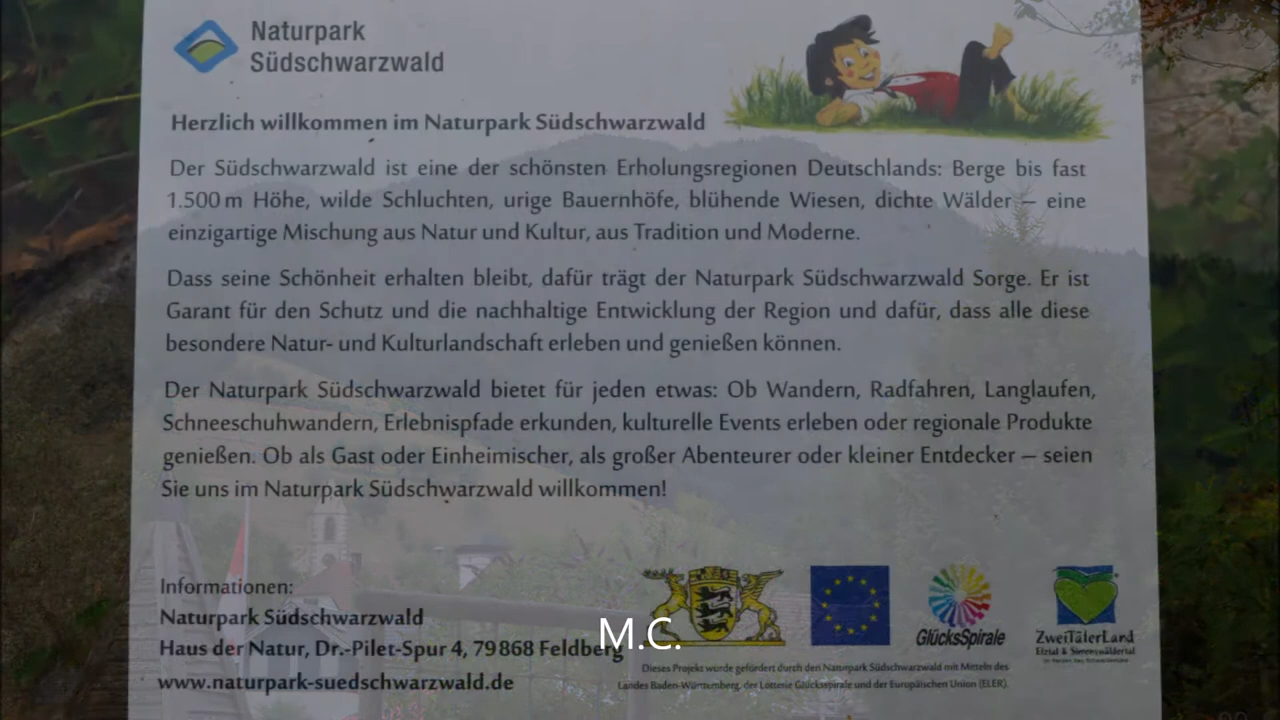 Naturpark
Südschwarzwald
Herzlich willkommen im Naturpark Südschwarzwald
Der Südschwarzwald ist eine der schönsten Erholungsregionen Deutschlands: Berge bis fast
1.500 m Höhe, wilde Schluchten, urige Bauernhöfe, blühende Wiesen, dichte Wälder – eine
einzigartige Mischung aus Natur und Kultur, aus Tradition und Moderne.
Dass seine Schönheit erhalten bleibt, dafür trägt der Naturpark Südschwarzwald Sorge. Er ist
Garant für den Schutz und die nachhaltige Entwicklung der Region und dafür, dass alle diese
besondere Natur- und Kulturlandschaft erleben und genießen können.
Der Naturpark Südschwarzwald bietet für jeden etwas: Ob Wandern, Radfahren, Langlaufen,
Schneeschuhwandern, Erlebnispfade erkunden, kulturelle Events erleben oder regionale Produkte
genießen. Ob als Gast oder Einheimischer, als großer Abenteurer oder kleiner Entdecker – seien
Sie uns im Naturpark Südschwarzwald willkommen!
Informationen:
Naturpark Südschwarzwald
Haus der Natur, Dr.-Pilet-Spur 4, 79868 Feldberg
www.naturpark-suedschwarzwald.de
M.C.
GlücksSpirale
ZweiTälerLand
Elztal & Simonswäldertal
Dieses Projekt wurde gefördert durch den Naturpark Südschwarzwald mit Mitteln des
Landes Baden-Württemberg, der Lotterie Glücksspirale und der Europäischen Union (ELER).